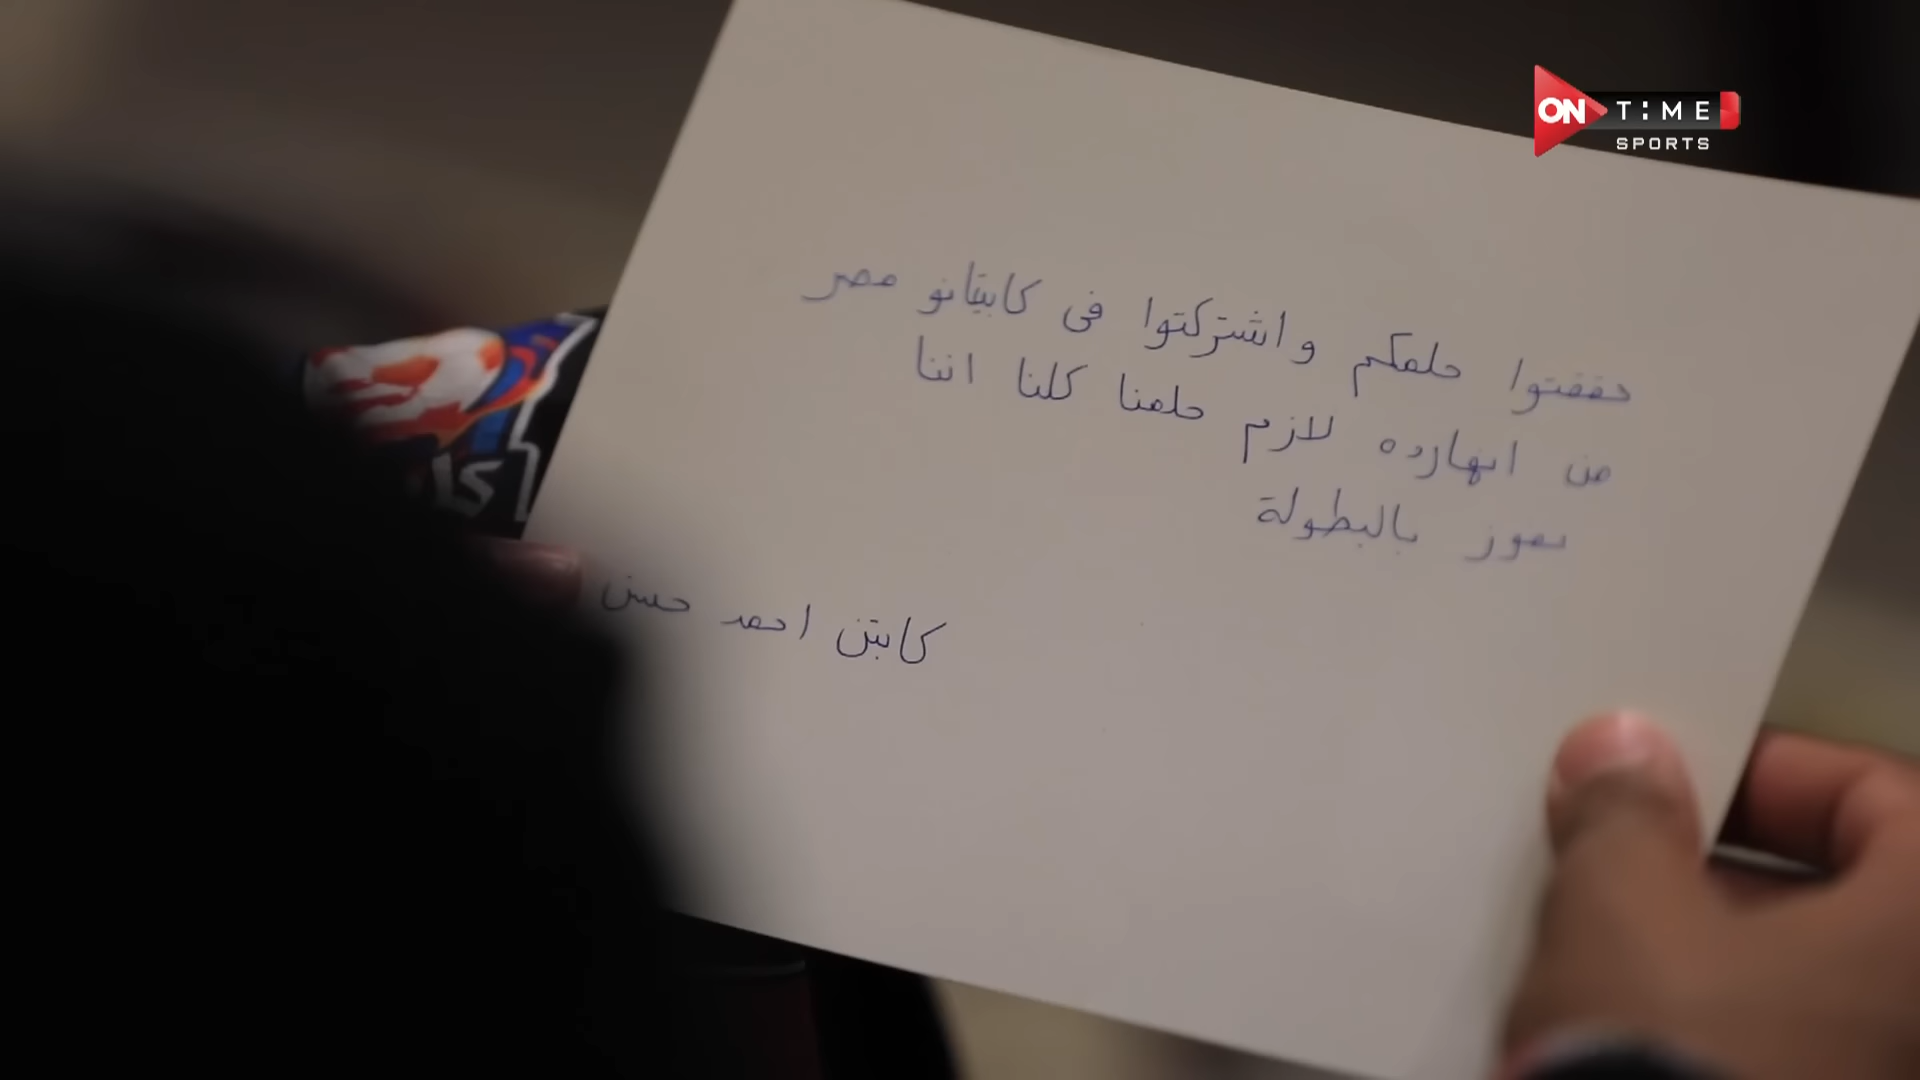 ON TIME
SPORTS
حققتوا حلمكم واشتركتوا فى كابيتانو مصر
من انهارده لازم حلمنا كلنا اننا
نفوز بالبطولة
كابتن احمد حسن